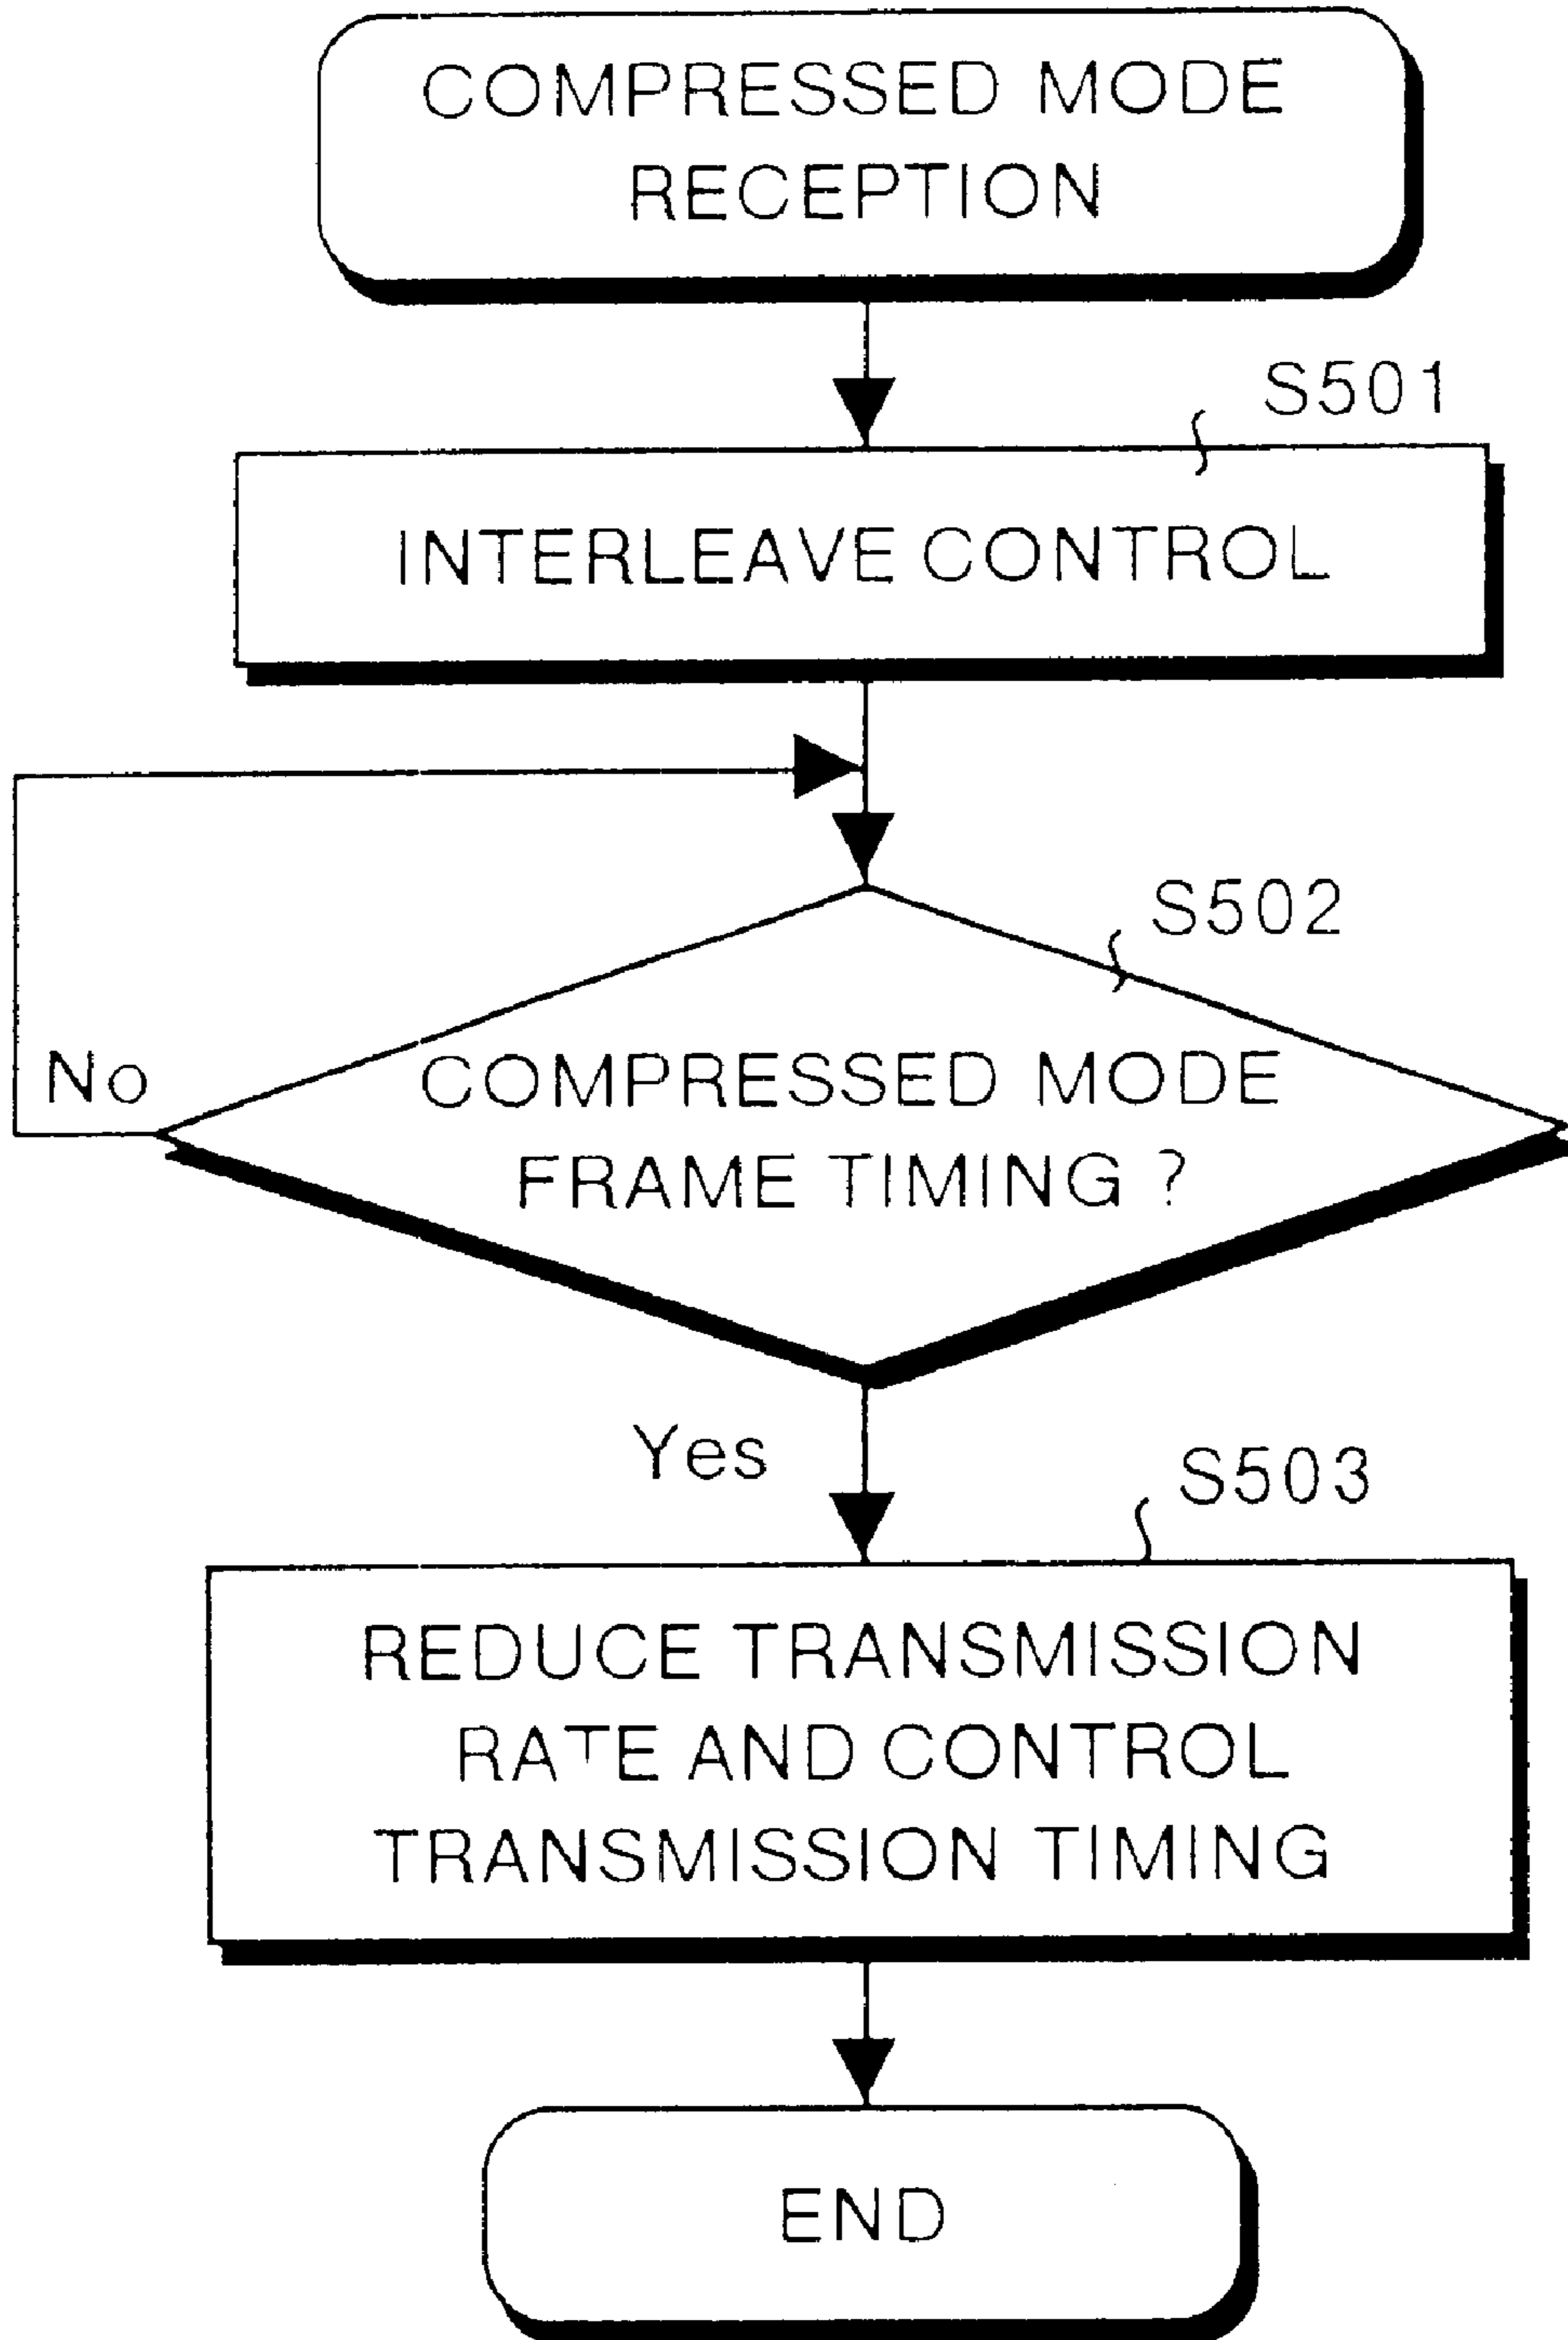 COMPRESSED MODE
RECEPTION
S501
INTERLEAVE CONTROL
S502
No
COMPRESSED MODE
FRAME TIMING ?
Yes
S503
REDUCE TRANSMISSION
RATE AND CONTROL
TRANSMISSION TIMING
END